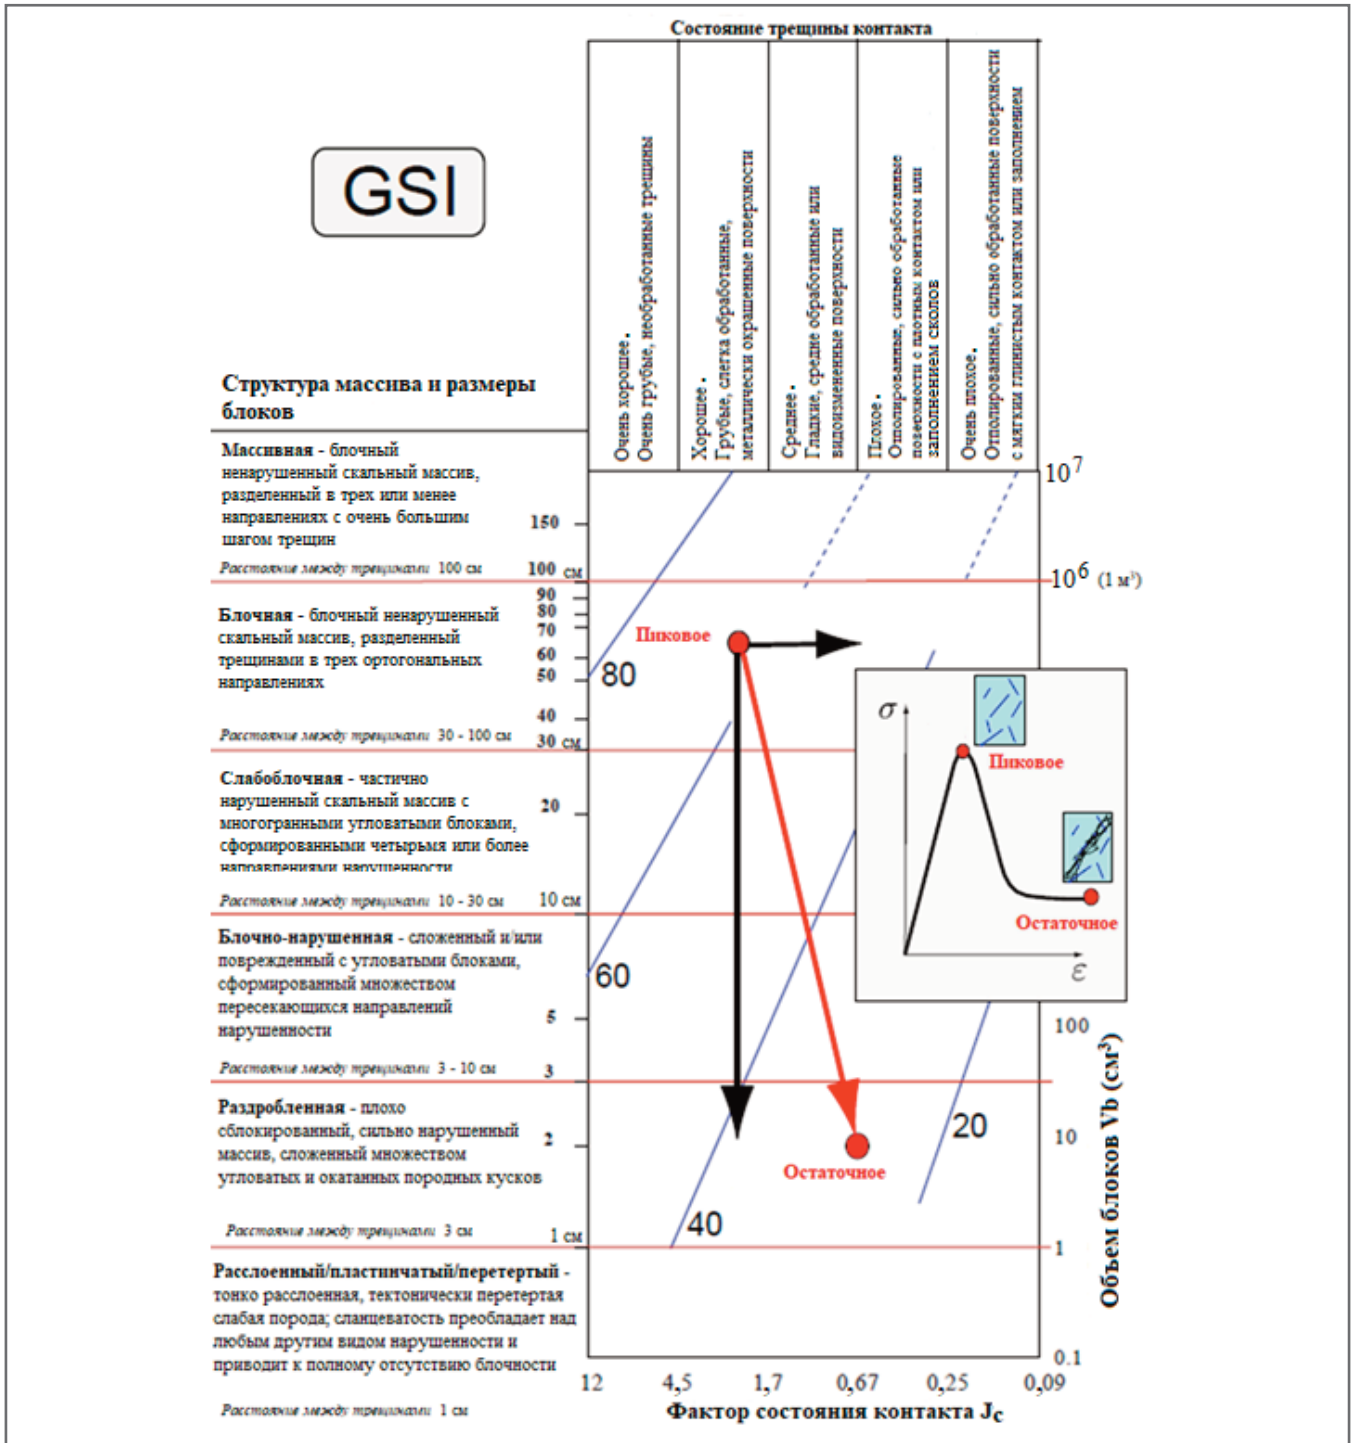 Состояние трещины контакта
Очень хорошее.
Очень грубые, необработанные трещины
Хорошее.
Грубые, слегка обработанные,
металлически окрашенные поверхности
Среднее.
Гладкие, средне обработанные или
видоизмененные поверхности
Плохое.
Отполированные, сильно обработанные
поверхности с плотным контактом или
заполнением сколов
Очень плохое.
Отполированные, сильно обработанные поверхности
с мягким глинистым контактом или заполнением
GSI
Структура массива и размеры
блоков
Массивная - блочный
ненарушенный скальный массив,
разделенный в трех или менее
направлениях с очень большим
шагом трещин
Расстояние между трещинами 100 см
Блочная - блочный ненарушенный
скальный массив, разделенный
трещинами в трех ортогональных
направлениях
Расстояние между трещинами 30 - 100 см
Слабоблочная - частично
нарушенный скальный массив с
многогранными угловатыми блоками,
сформированными четырьмя или более
направлениями нарушенности
Расстояние между трещинами 10 - 30 см
Блочно-нарушенная - сложенный и/или
поврежденный с угловатыми блоками,
сформированный множеством
пересекающихся направлений
нарушенности
Расстояние между трещинами 3 - 10 см
Раздробленная - плохо
сблокированный, сильно нарушенный
массив, сложенный множеством
угловатых и окатанных породных кусков
Расстояние между трещинами 3 см
Расслоенный/пластинчатый/перетертый -
тонко расслоенная, тектонически перетертая
слабая порода; сланцеватость преобладает над
любым другим видом нарушенности и
приводит к полному отсутствию блочности
Расстояние между трещинами 1 см
150
100 см
90
80
70
60
50
40
30 см
20
10 см
5
3
2
1 см
80
60
40
20
Пиковое
Остаточное
σ
Пиковое
Остаточное
ε
10⁷
10⁶ (1 м³)
100
10
1
0.1
Объем блоков Vb (см³)
12 4,5 1,7 0,67 0,25 0,09
Фактор состояния контакта Jc